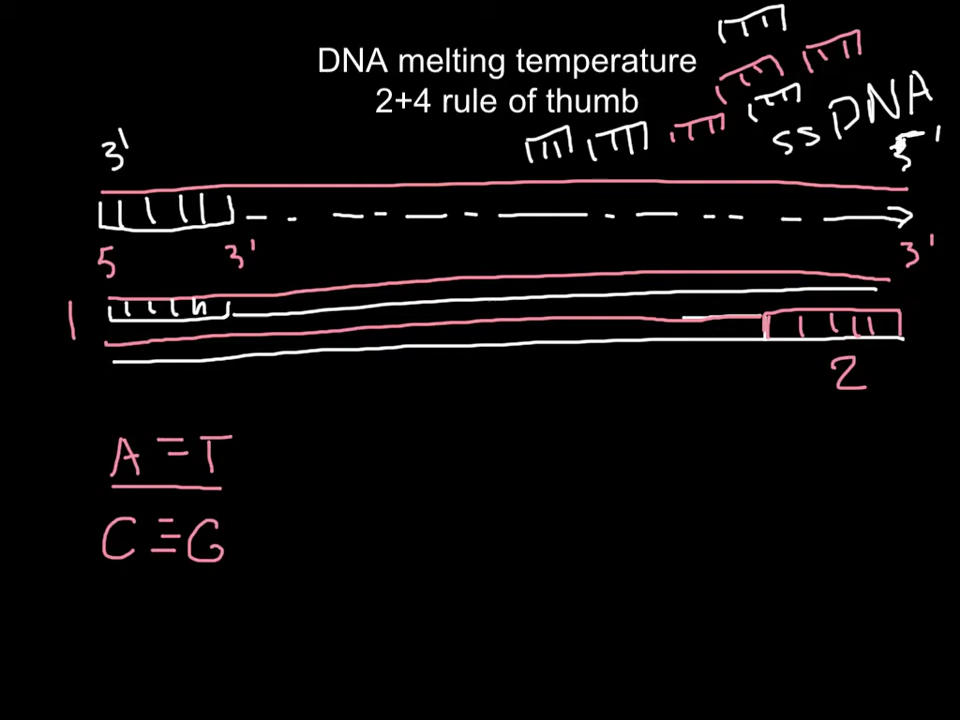 DNA melting temperature
2+4 rule of thumb
ssDNA
3' 5'
5 3' 3'
1
2
A=T
C≡G